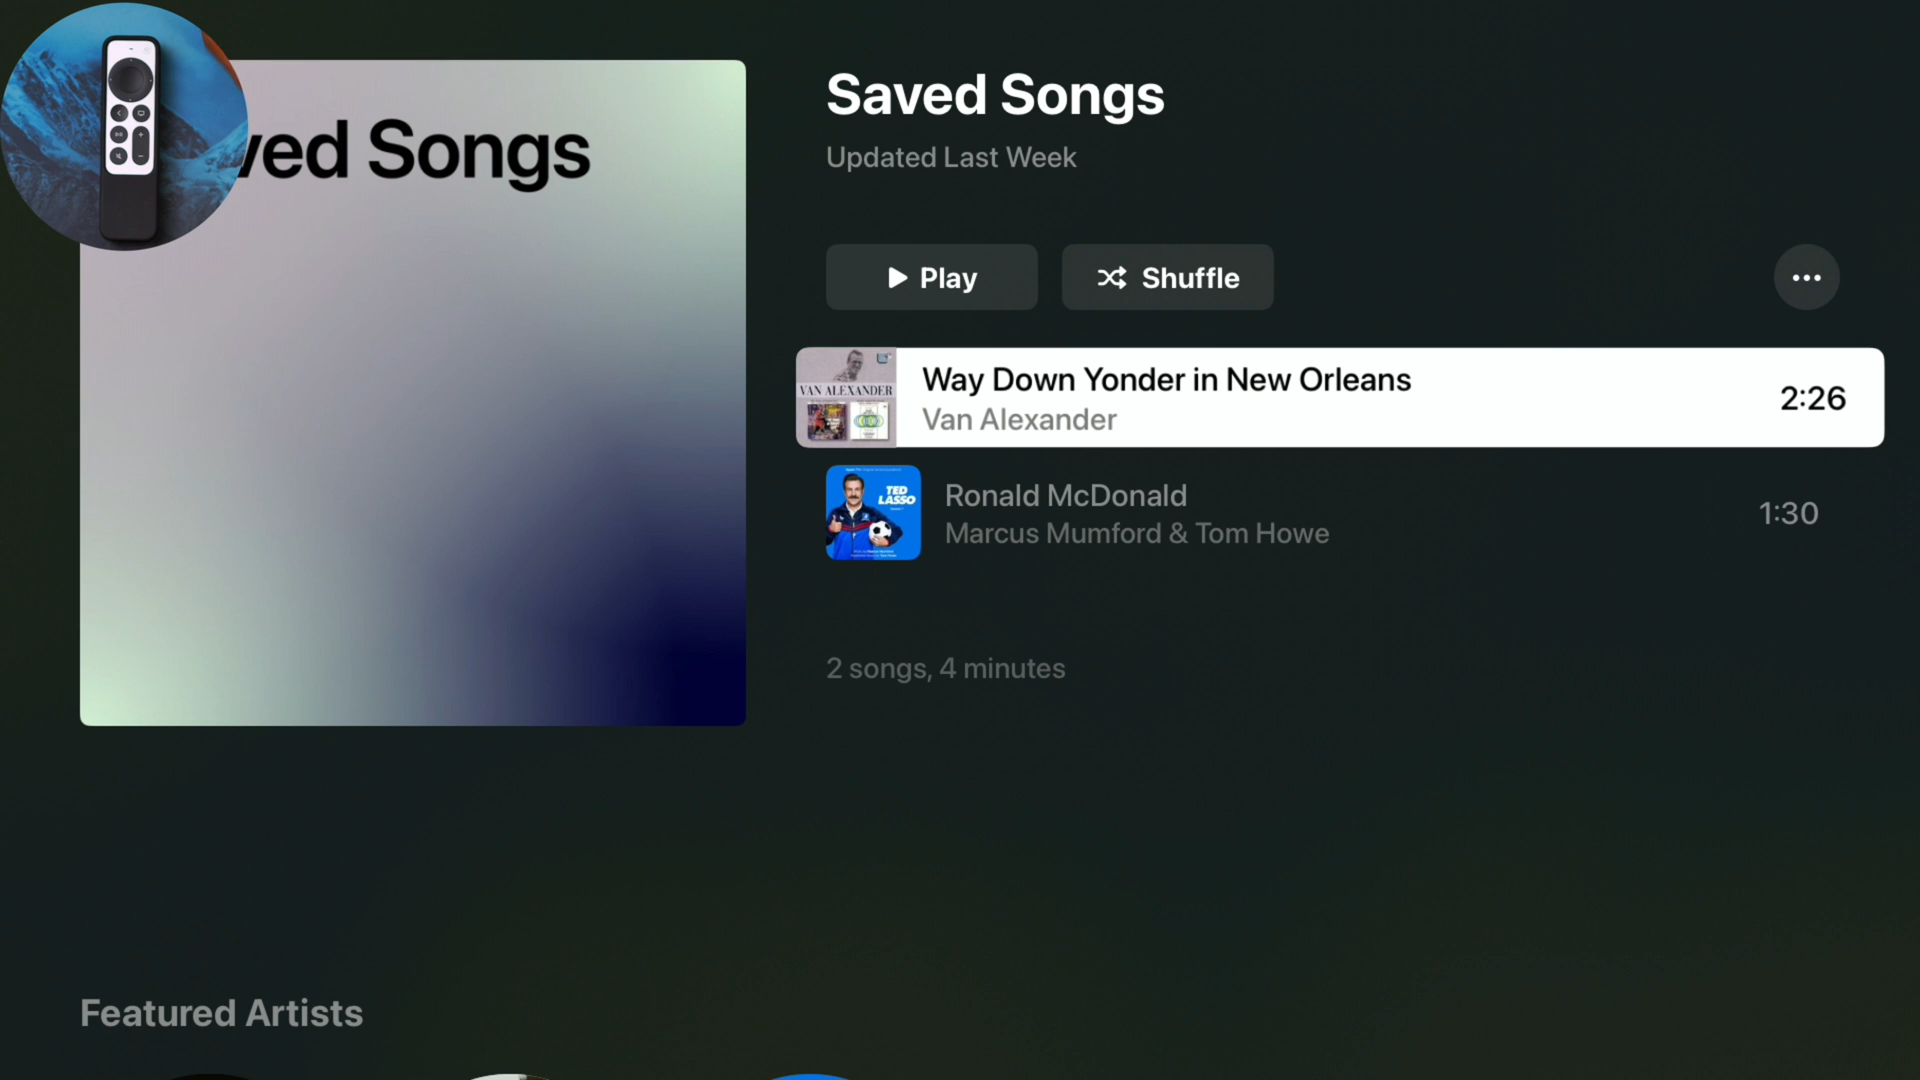 ved Songs
Saved Songs
Updated Last Week
Play
Shuffle
VAN ALEXANDER
Way Down Yonder in New Orleans
Van Alexander
2:26
TED
LASSO
Ronald McDonald
Marcus Mumford & Tom Howe
1:30
2 songs, 4 minutes
Featured Artists